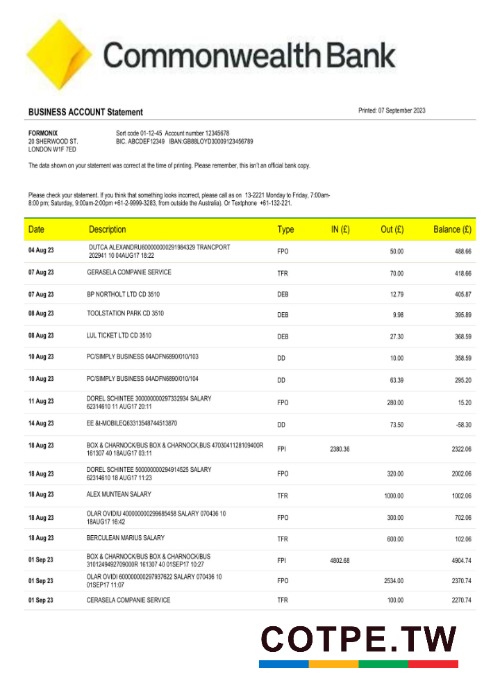 CommonwealthBank
BUSINESS ACCOUNT Statement
Printed: 07 September 2023
FORMONIX
Sort code 01-12-45 Account number 12345678
20 SHERWOOD ST.
BIC. ABCDEF12349 IBAN:GB88LOYD30009123456789
LONDON W1F 7ED
The data shown on your statement was correct at the time of printing. Please remember, this isn't an official bank copy.
Please check your statement. If you think that something looks incorrect, please call as on 13-2221 Monday to Friday, 7:00am-
8:00 pm; Saturday, 9:00am-2:00pm +61-2-9999-3283, from outside the Australia). Or Textphone +61-132-221.
Date Description Type IN (£) Out (£) Balance (£)
04 Aug 23 DUTCA ALEXANDRU600000000291984329 TRANCPORT FPO 50.00 488.66
202941 10 04AUG17 18:22
07 Aug 23 GERASELA COMPANIE SERVICE TFR 70.00 418.66
07 Aug 23 BP NORTHOLT LTD CD 3510 DEB 12.79 405.87
08 Aug 23 TOOLSTATION PARK CD 3510 DEB 9.98 395.89
08 Aug 23 LUL TICKET LTD CD 3510 DEB 27.30 368.59
10 Aug 23 PC/SIMPLY BUSINESS 04ADFN6890/010/103 DD 10.00 358.59
10 Aug 23 PC/SIMPLY BUSINESS 04ADFN6890/010/104 DD 63.39 295.20
11 Aug 23 DOREL SCHINTEE 300000000297332934 SALARY FPO 280.00 15.20
62314610 11 AUG17 20:11
14 Aug 23 EE &I-MOBILEQ63313548744513870 DD 73.50 -58.30
18 Aug 23 BOX & CHARNOCK/BUS BOX & CHARNOCK,BUS 4703041128109400R FPI 2380.36 2322.06
161307 40 18AUG17 03:11
18 Aug 23 DOREL SCHINTEE 500000000294914525 SALARY FPO 320.00 2002.06
62314610 18 AUG17 11:23
18 Aug 23 ALEX MUNTEAN SALARY TFR 1000.00 1002.06
18 Aug 23 OLAR OVIDIU 400000000299685458 SALARY 070436 10 FPO 300.00 702.06
18AUG17 16:42
18 Aug 23 BERCULEAN MARIUS SALARY TFR 600.00 102.06
01 Sep 23 BOX & CHARNOCK/BUS BOX & CHARNOCK/BUS FPI 4802.68 4904.74
310124949270900OR 161307 40 01SEP17 10:27
01 Sep 23 OLAR OVIDI 600000000297937622 SALARY 070436 10 FPO 2534.00 2370.74
01SEP17 11:07
01 Sep 23 CERASELA COMPANIE SERVICE TFR 100.00 2270.74
COTPE.TW